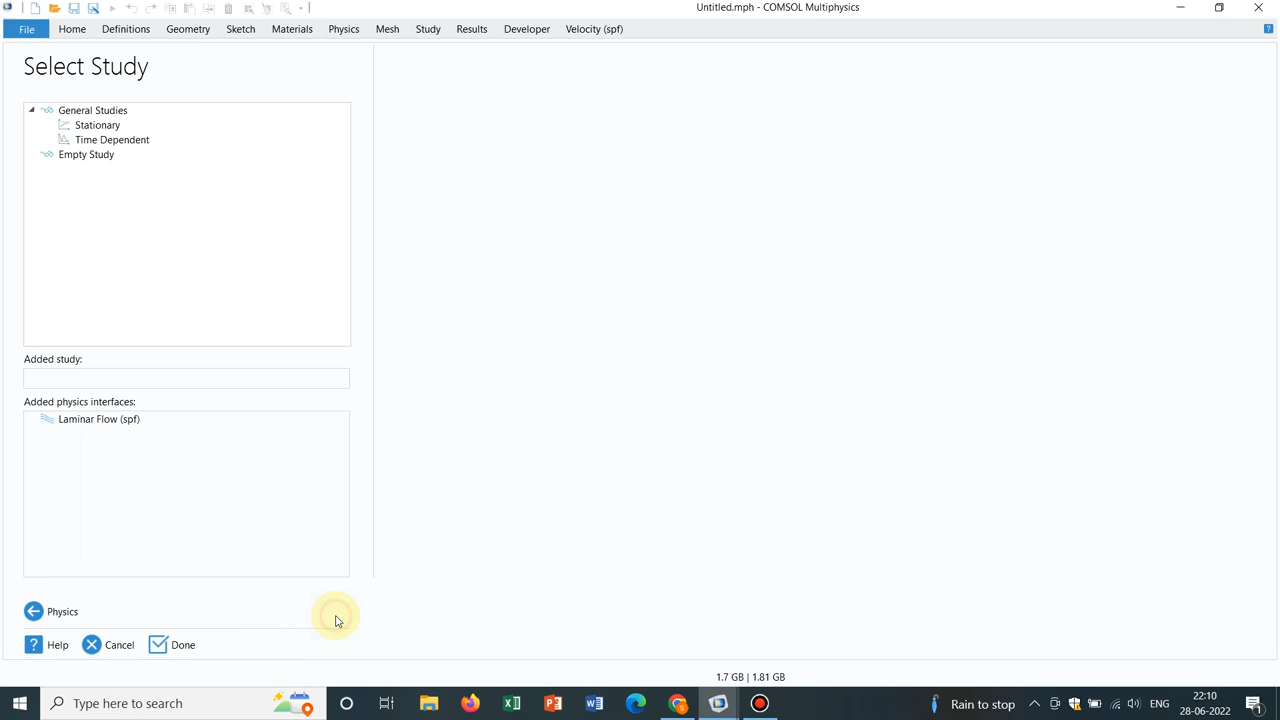 Untitled.mph - COMSOL Multiphysics
File Home Definitions Geometry Sketch Materials Physics Mesh Study Results Developer Velocity (spf)
Select Study
General Studies
Stationary
Time Dependent
Empty Study
Added study:
Added physics interfaces:
Laminar Flow (spf)
Physics
Help Cancel Done
1.7 GB | 1.81 GB
Type here to search
Rain to stop
ENG
22:10
28-06-2022